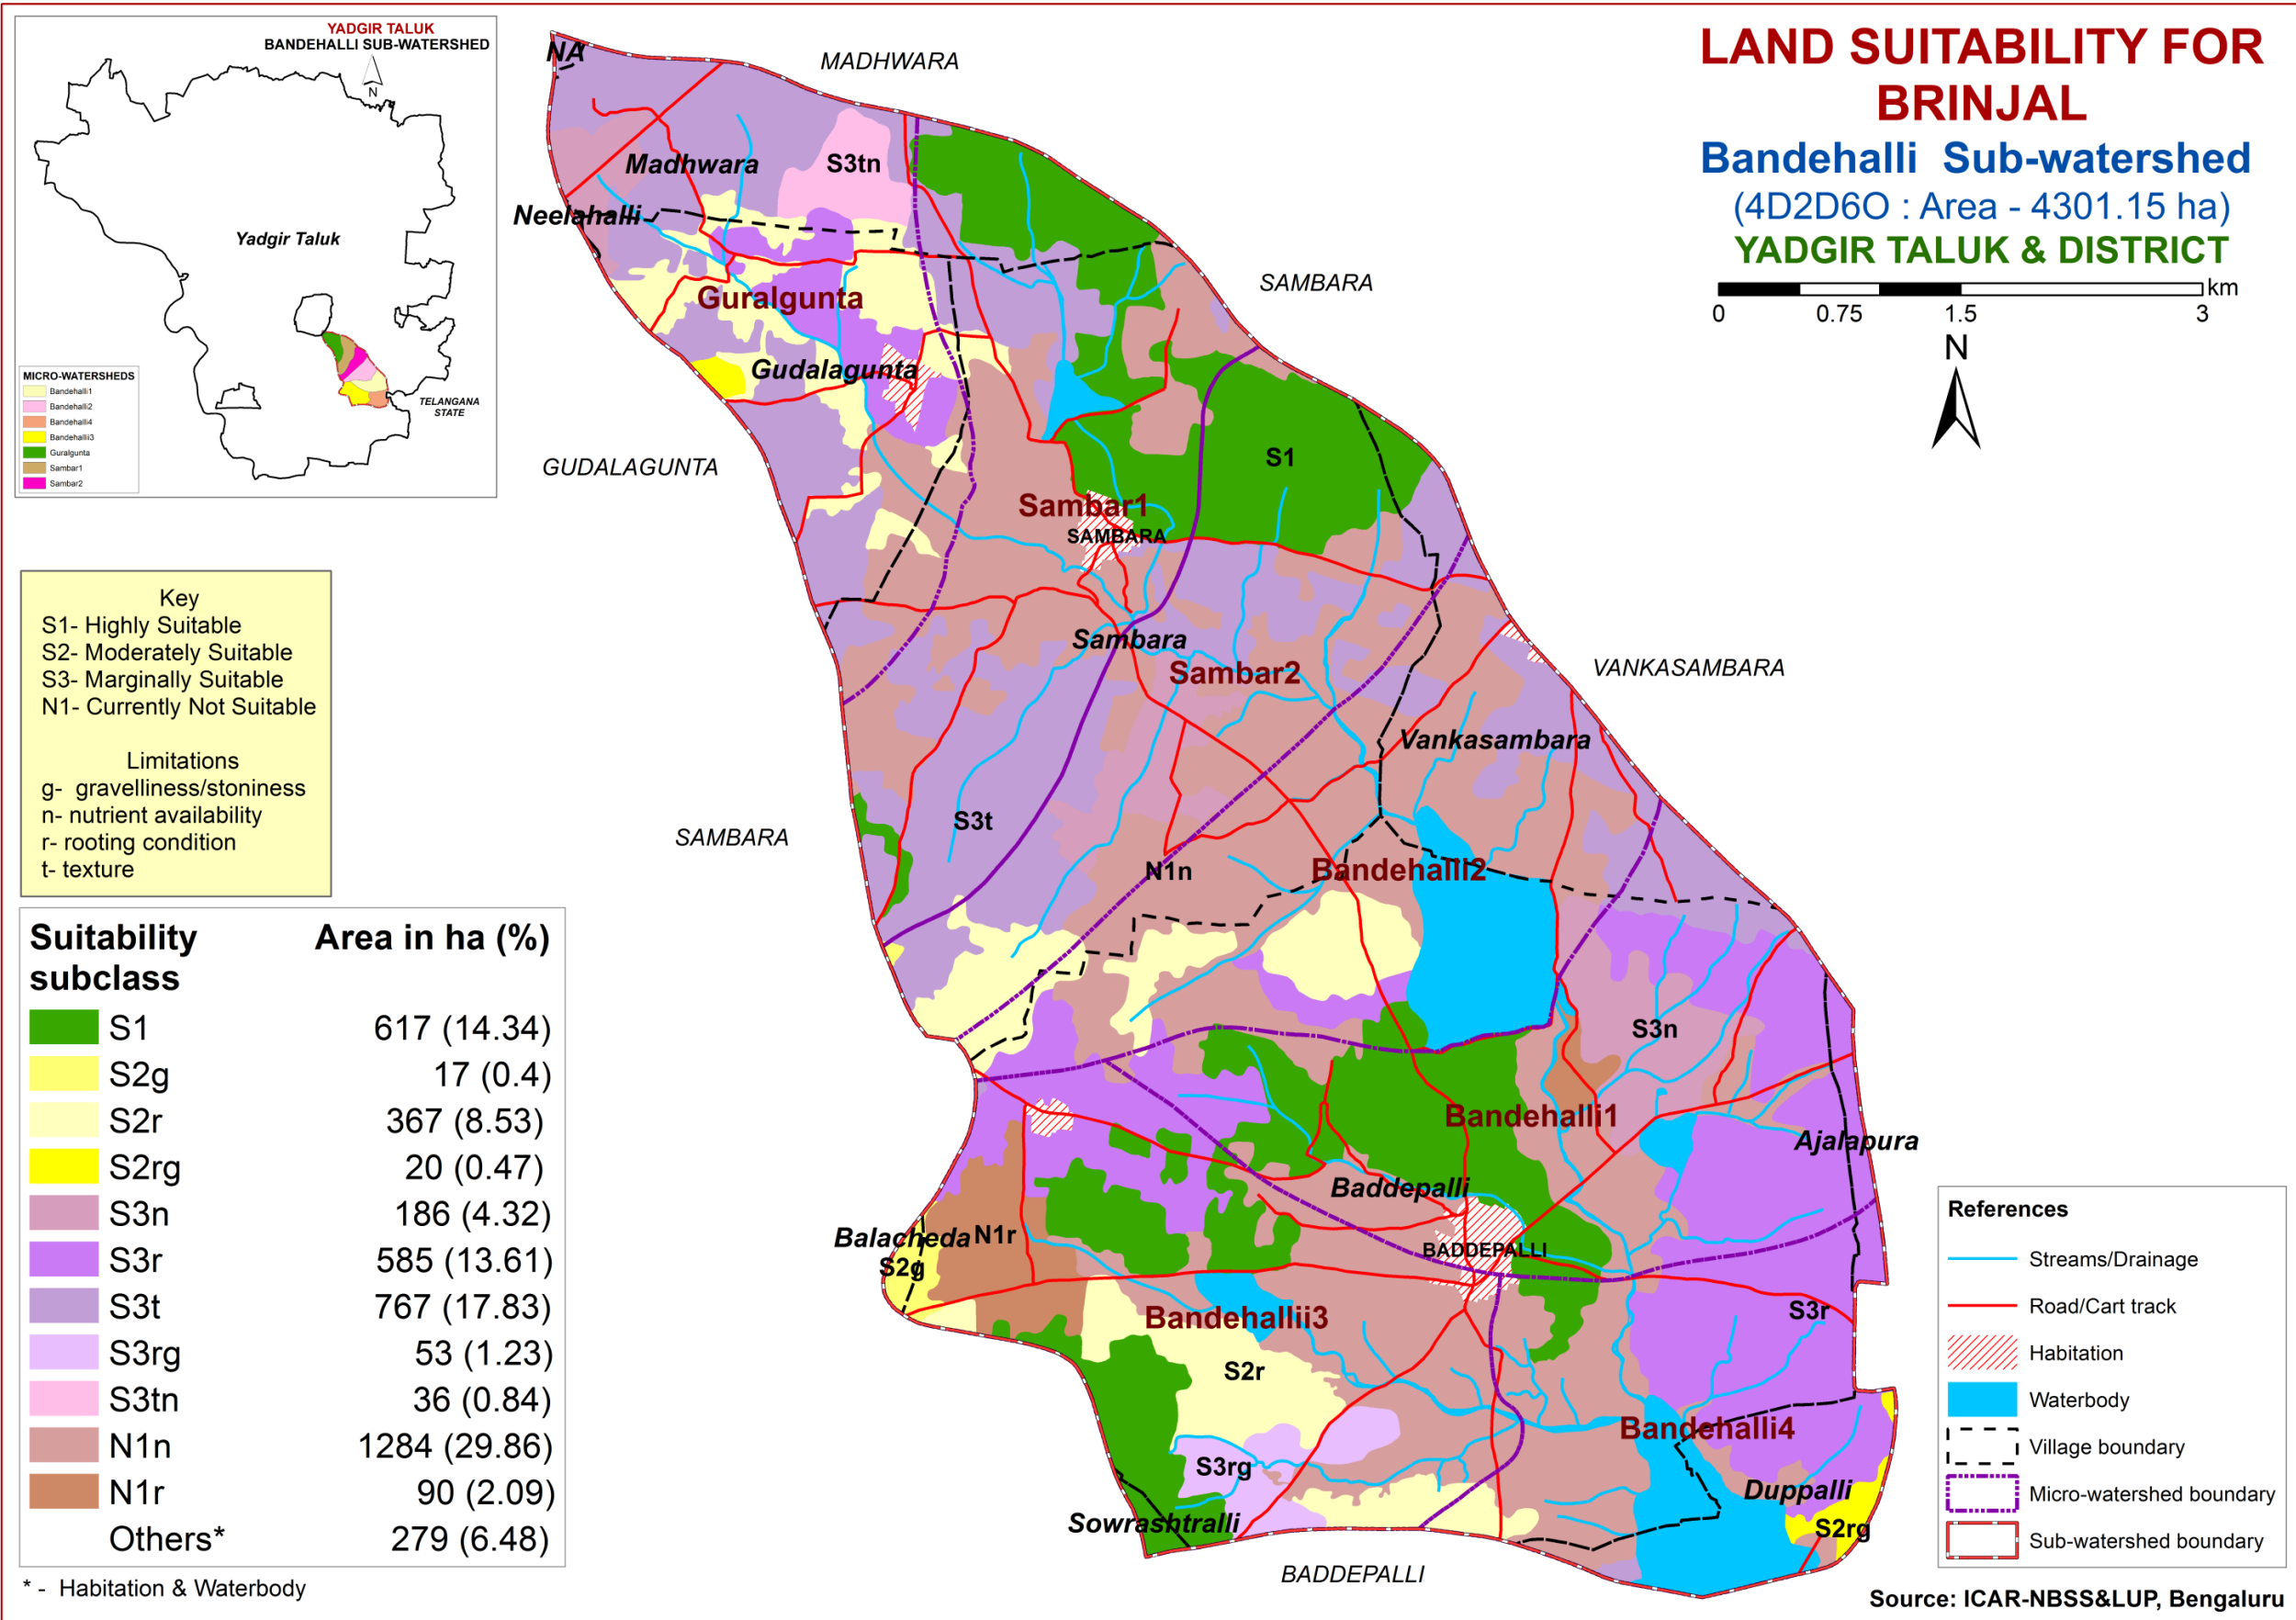 YADGIR TALUK
BANDEHALLI SUB-WATERSHED
N
Yadgir Taluk
TELANGANA
STATE
MICRO-WATERSHEDS
Bandehalli1
Bandehalli2
Bandehalli4
Bandehallii3
Guralgunta
Sambar1
Sambar2
LAND SUITABILITY FOR
BRINJAL
Bandehalli Sub-watershed
(4D2D6O : Area - 4301.15 ha)
YADGIR TALUK & DISTRICT
km
0 0.75 1.5 3
N
Key
S1- Highly Suitable
S2- Moderately Suitable
S3- Marginally Suitable
N1- Currently Not Suitable
Limitations
g- gravelliness/stoniness
n- nutrient availability
r- rooting condition
t- texture
Suitability subclass Area in ha (%)
S1 617 (14.34)
S2g 17 (0.4)
S2r 367 (8.53)
S2rg 20 (0.47)
S3n 186 (4.32)
S3r 585 (13.61)
S3t 767 (17.83)
S3rg 53 (1.23)
S3tn 36 (0.84)
N1n 1284 (29.86)
N1r 90 (2.09)
Others* 279 (6.48)
* - Habitation & Waterbody
NA
MADHWARA
Madhwara
S3tn
Neelahalli
SAMBARA
Guralgunta
Gudalagunta
GUDALAGUNTA
S1
Sambar1
SAMBARA
Sambara
Sambar2
VANKASAMBARA
Vankasambara
S3t
SAMBARA
N1n
Bandehalli2
S3n
Bandehalli1
Ajalapura
Baddepalli
Balacheda
N1r
S2g
BADDEPALLI
Bandehallii3
S3r
S2r
Bandehalli4
S3rg
Duppalli
Sowrashtralli
S2rg
BADDEPALLI
References
Streams/Drainage
Road/Cart track
Habitation
Waterbody
Village boundary
Micro-watershed boundary
Sub-watershed boundary
Source: ICAR-NBSS&LUP, Bengaluru